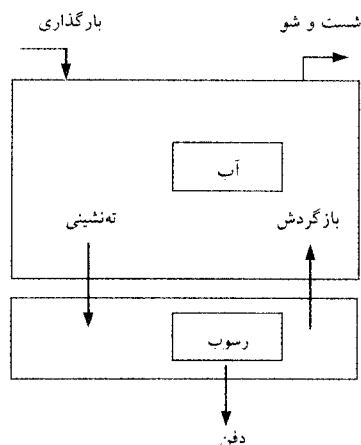 بارگذاری
شست و شو
آب
ته‌نشینی
بازگردش
رسوب
دفن